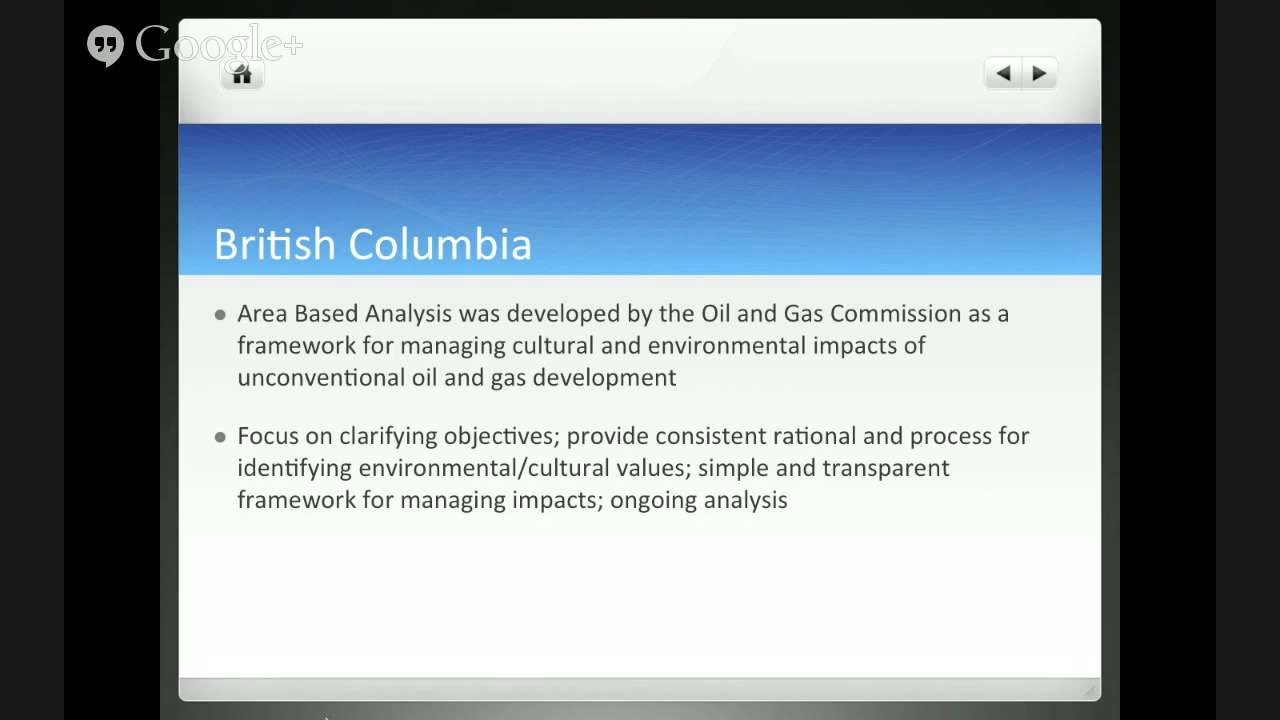 Google+
British Columbia
Area Based Analysis was developed by the Oil and Gas Commission as a
framework for managing cultural and environmental impacts of
unconventional oil and gas development
Focus on clarifying objectives; provide consistent rational and process for
identifying environmental/cultural values; simple and transparent
framework for managing impacts; ongoing analysis